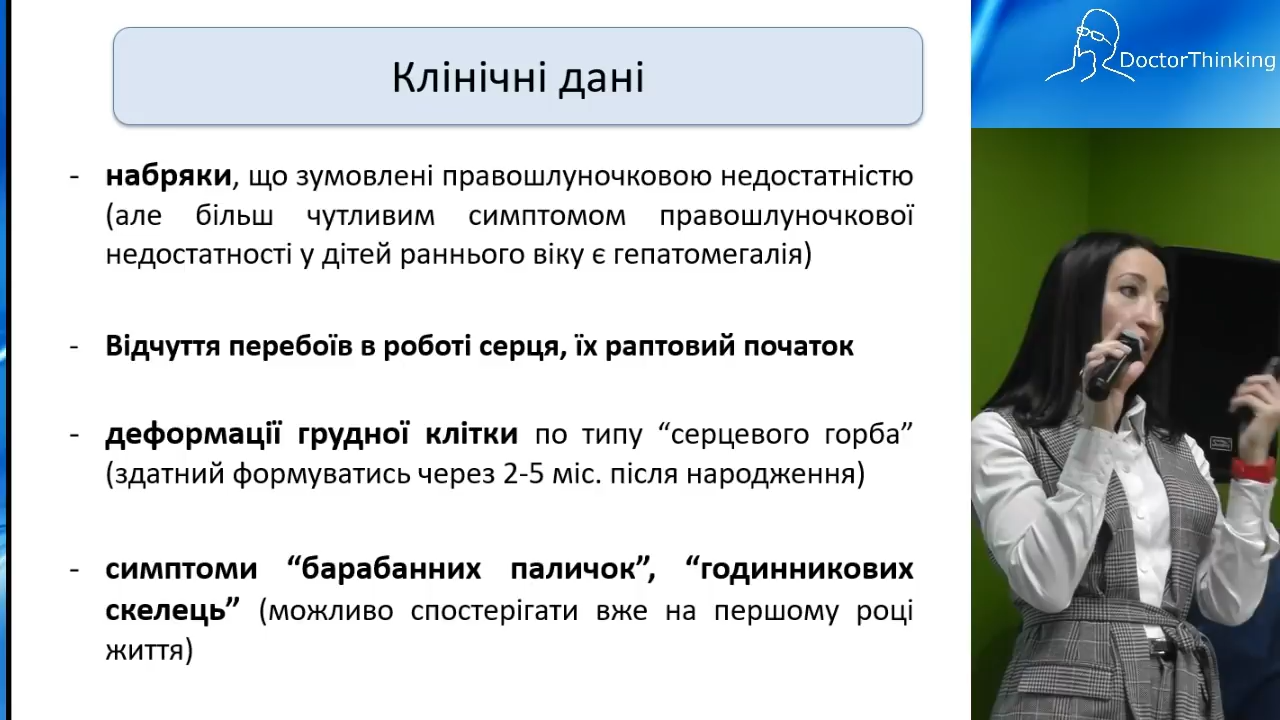 Клінічні дані
DoctorThinking
- набряки, що зумовлені правошлуночковою недостатністю
(але більш чутливим симптомом правошлуночкової
недостатності у дітей раннього віку є гепатомегалія)
- Відчуття перебоїв в роботі серця, їх раптовий початок
- деформації грудної клітки по типу “серцевого горба”
(здатний формуватись через 2-5 міс. після народження)
- симптоми “барабанних паличок”, “годинникових
скелець” (можливо спостерігати вже на першому році
життя)